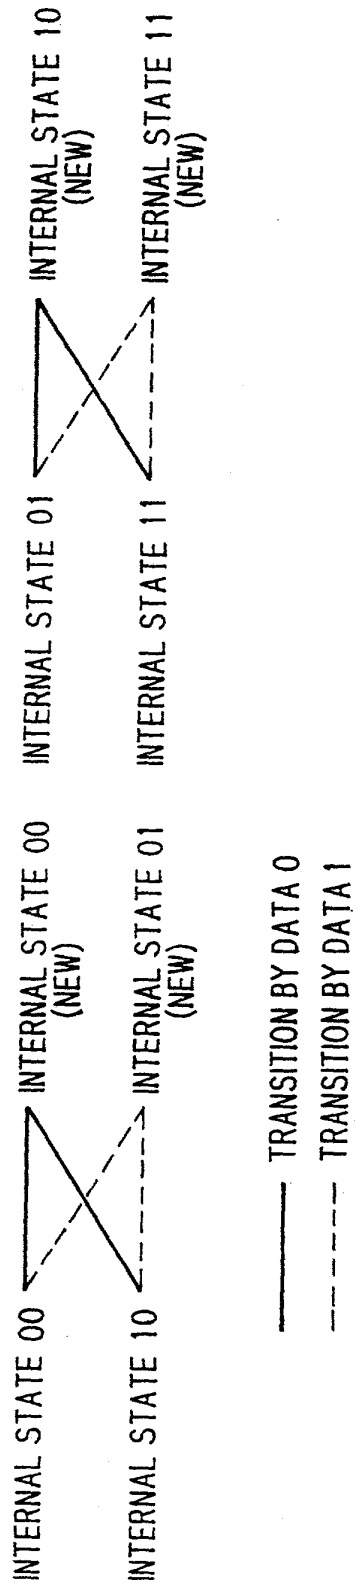 INTERNAL STATE 00
INTERNAL STATE 00
(NEW)
INTERNAL STATE 10
INTERNAL STATE 01
(NEW)
INTERNAL STATE 01
INTERNAL STATE 10
(NEW)
INTERNAL STATE 11
INTERNAL STATE 11
(NEW)
TRANSITION BY DATA 0
TRANSITION BY DATA 1